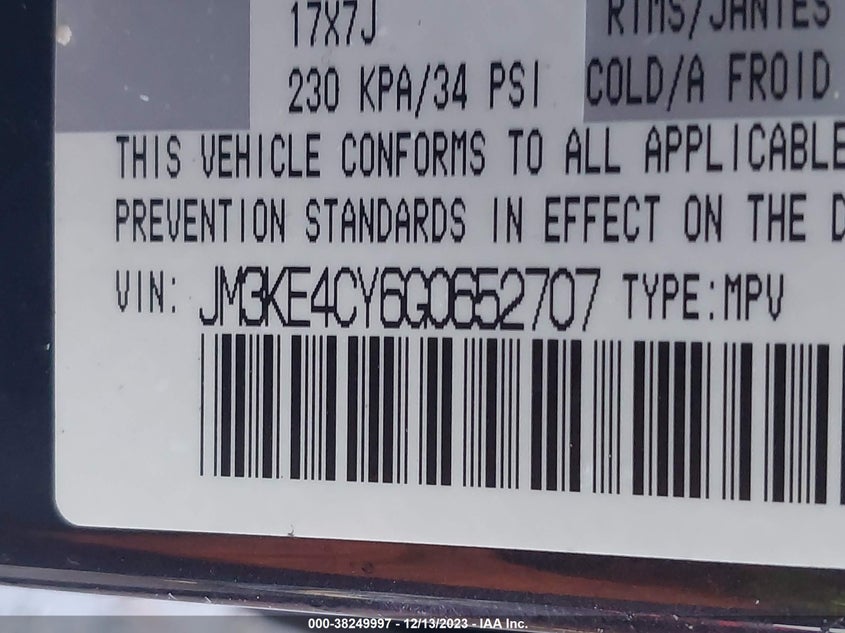 17X7J RIMS/JANTES
230 KPA/34 PSI COLD/A FROID
THIS VEHICLE CONFORMS TO ALL APPLICABLE
PREVENTION STANDARDS IN EFFECT ON THE D
VIN: JM3KE4CY6G0652707 TYPE:MPV
000-38249997 - 12/13/2023 - IAA Inc.